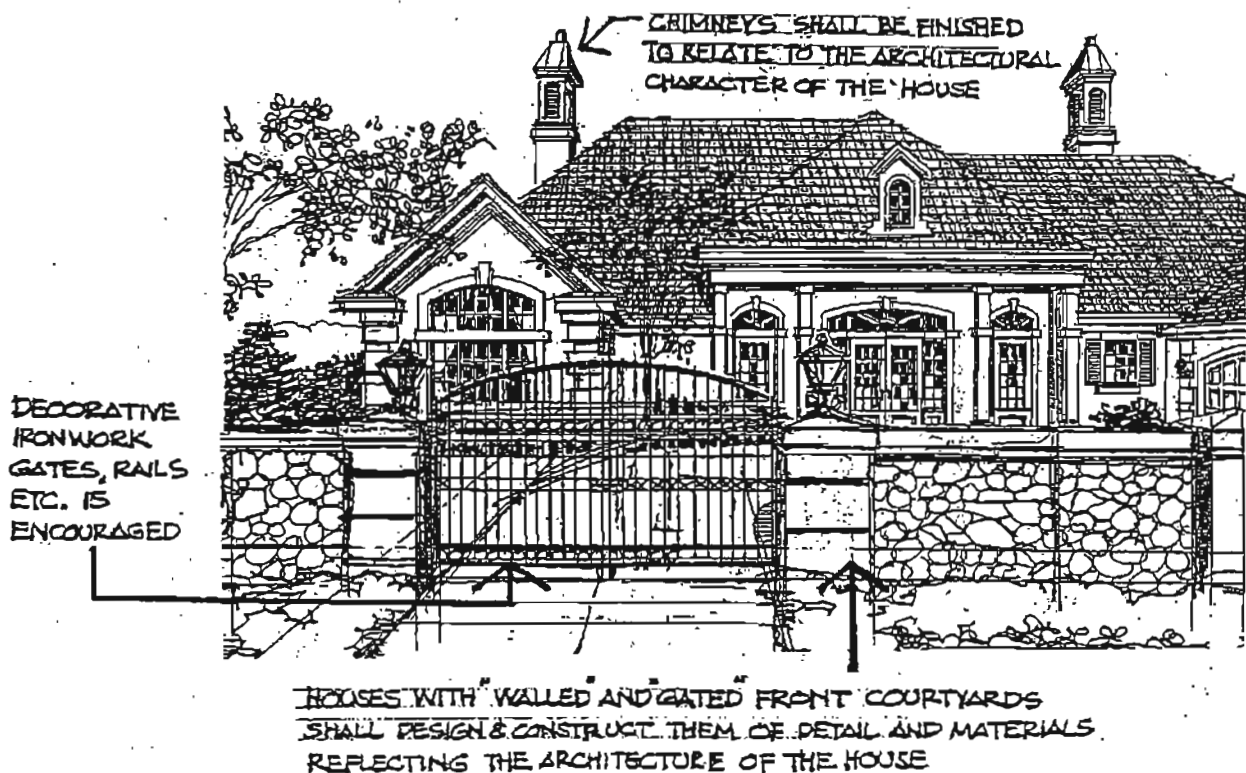 CHIMNEYS SHALL BE FINISHED
TO RELATE TO THE ARCHITECTURAL
CHARACTER OF THE HOUSE
DECORATIVE
IRONWORK
GATES, RAILS
ETC. IS
ENCOURAGED
HOUSES WITH "WALLED" AND "GATED" FRONT COURTYARDS
SHALL DESIGN & CONSTRUCT THEM OF DETAIL AND MATERIALS
REFLECTING THE ARCHITECTURE OF THE HOUSE